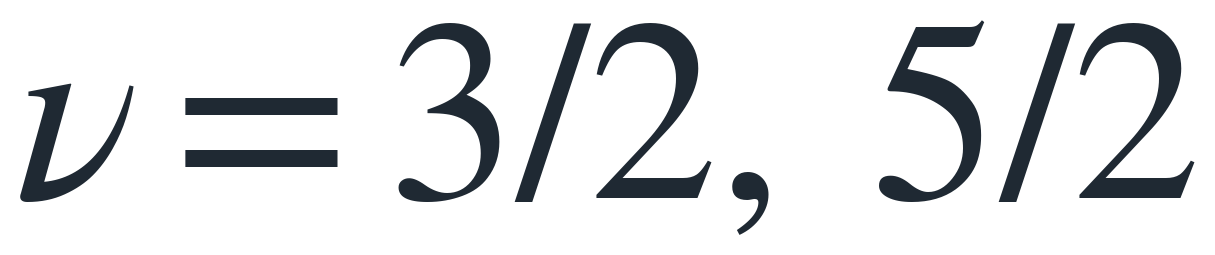 ν = 3/2, 5/2